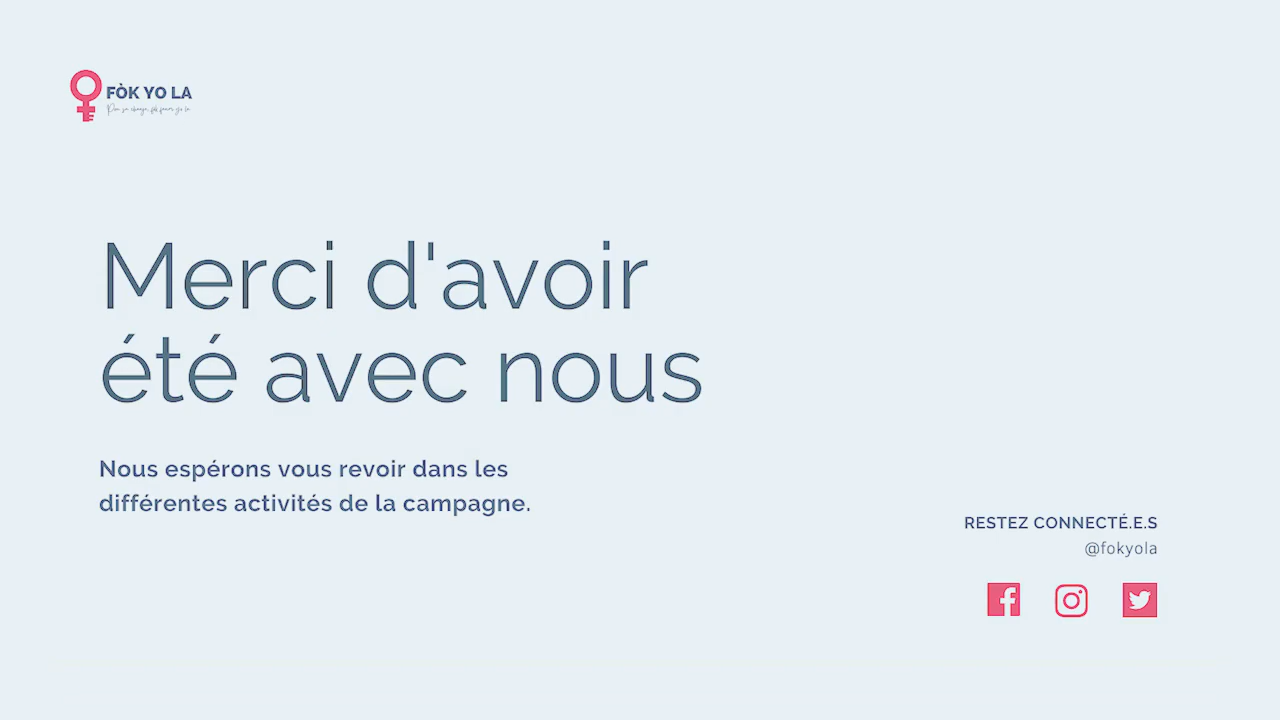 FÒK YO LA
Merci d'avoir
été avec nous
Nous espérons vous revoir dans les
différentes activités de la campagne.
RESTEZ CONNECTÉ.E.S
@fokyola